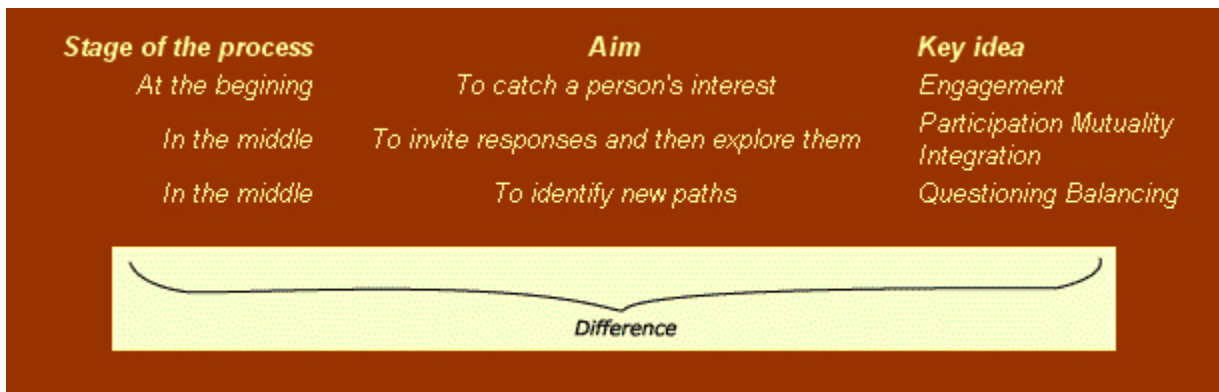 Stage of the process Aim Key idea
At the begining To catch a person's interest Engagement
In the middle To invite responses and then explore them Participation Mutuality
Integration
In the middle To identify new paths Questioning Balancing
Difference